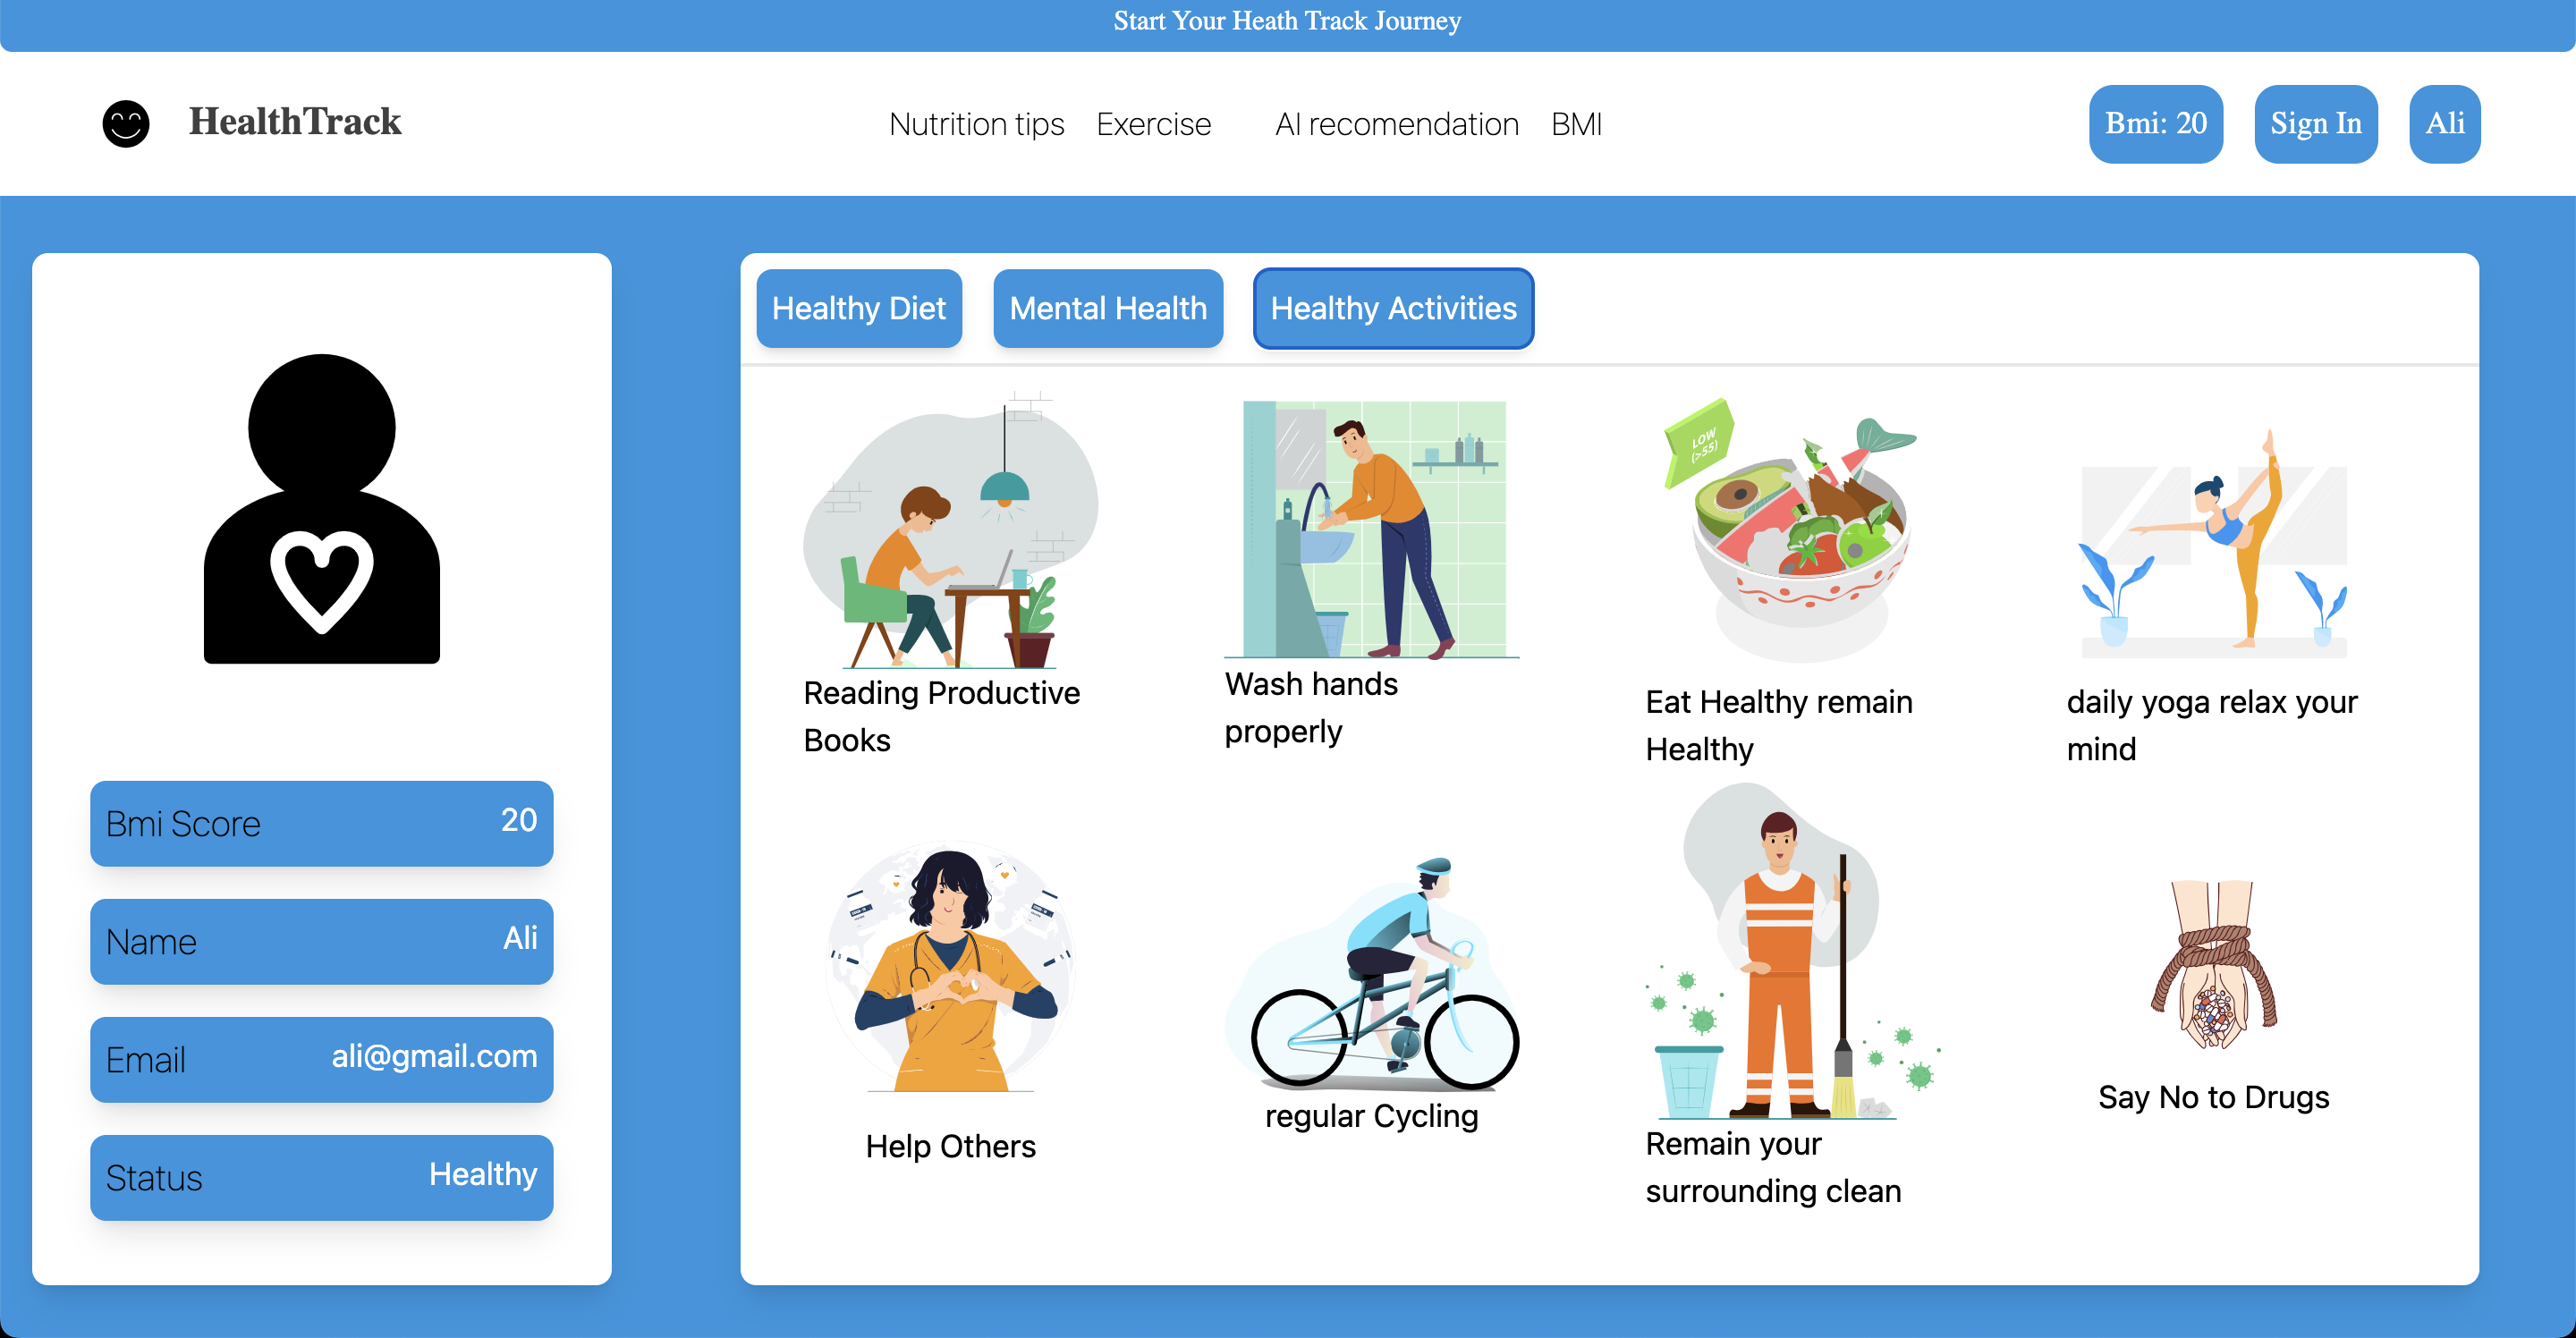 Start Your Heath Track Journey
HealthTrack
Nutrition tips Exercise AI recomendation BMI
Bmi: 20 Sign In Ali
Healthy Diet Mental Health Healthy Activities
Bmi Score 20
Name Ali
Email ali@gmail.com
Status Healthy
LOW
(>55)
Reading Productive
Books
Wash hands
properly
Eat Healthy remain
Healthy
daily yoga relax your
mind
Help Others
regular Cycling
Remain your
surrounding clean
Say No to Drugs